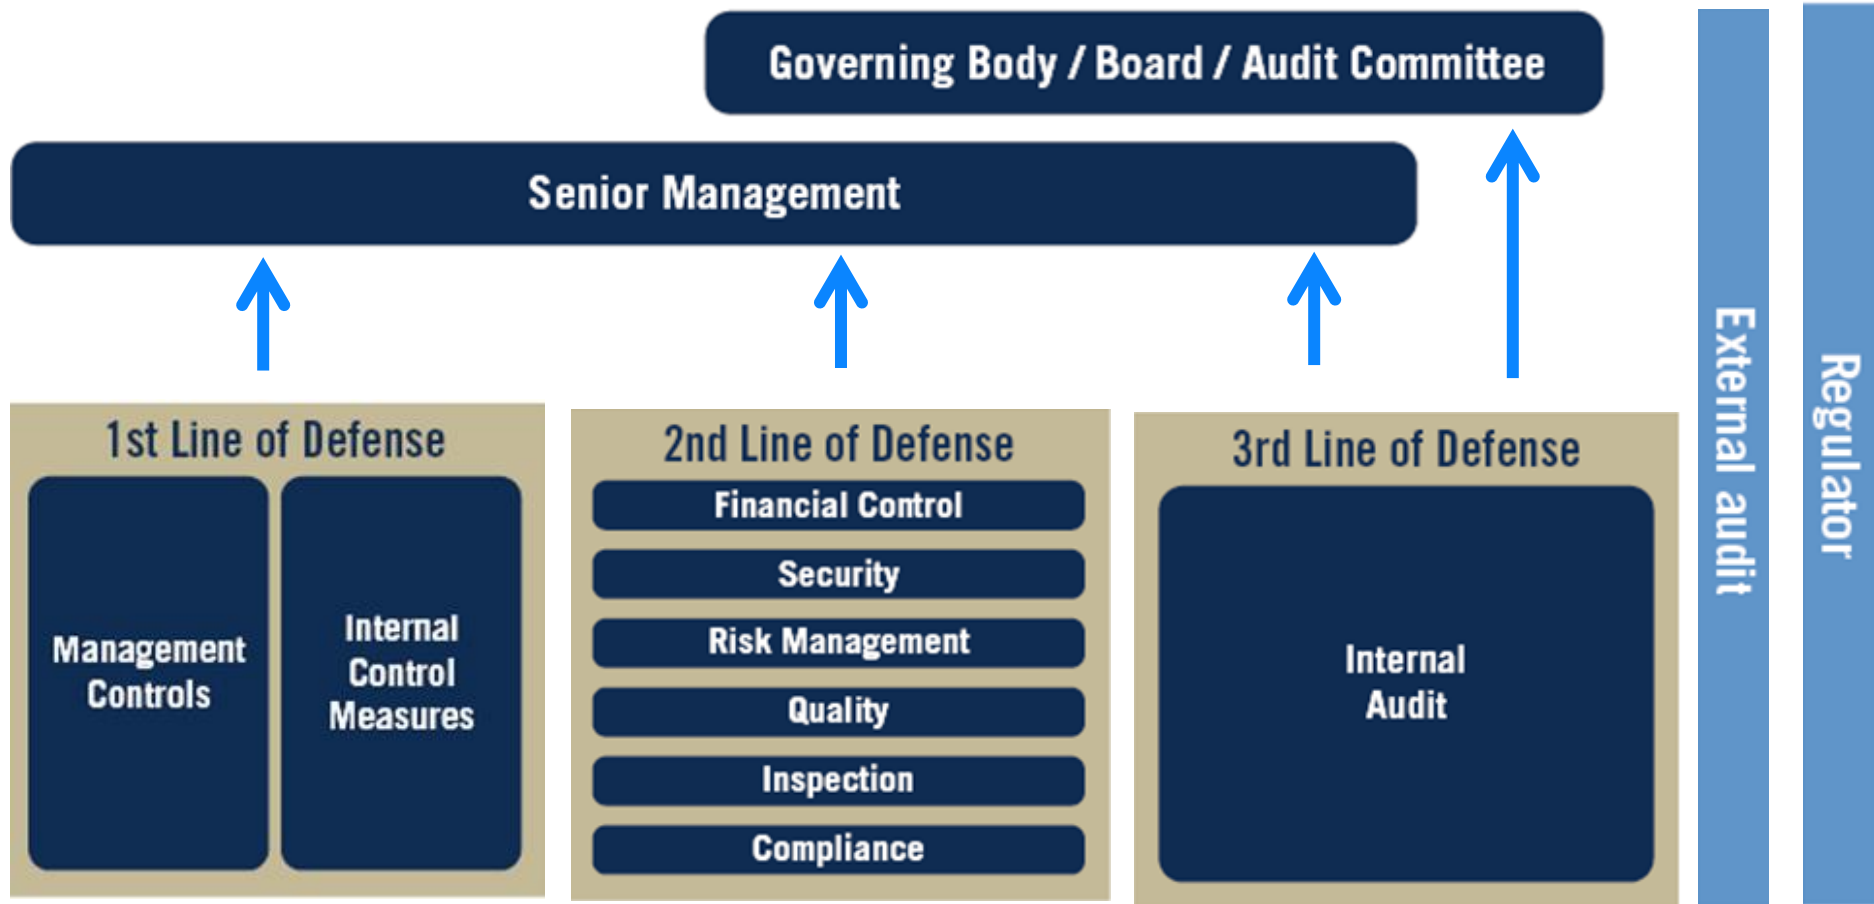 Governing Body / Board / Audit Committee
Senior Management
1st Line of Defense
Management
Controls
Internal
Control
Measures
2nd Line of Defense
Financial Control
Security
Risk Management
Quality
Inspection
Compliance
3rd Line of Defense
Internal
Audit
External audit
Regulator